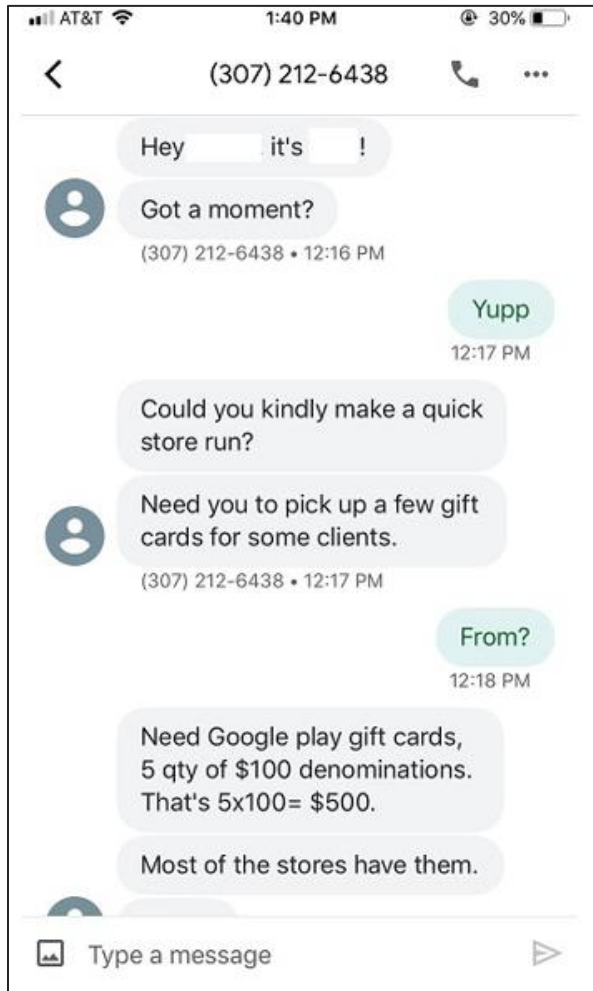 AT&T 1:40 PM 30%
(307) 212-6438
Hey it's !
Got a moment?
(307) 212-6438 • 12:16 PM
Yupp
12:17 PM
Could you kindly make a quick
store run?
Need you to pick up a few gift
cards for some clients.
(307) 212-6438 • 12:17 PM
From?
12:18 PM
Need Google play gift cards,
5 qty of $100 denominations.
That's 5x100= $500.
Most of the stores have them.
Type a message